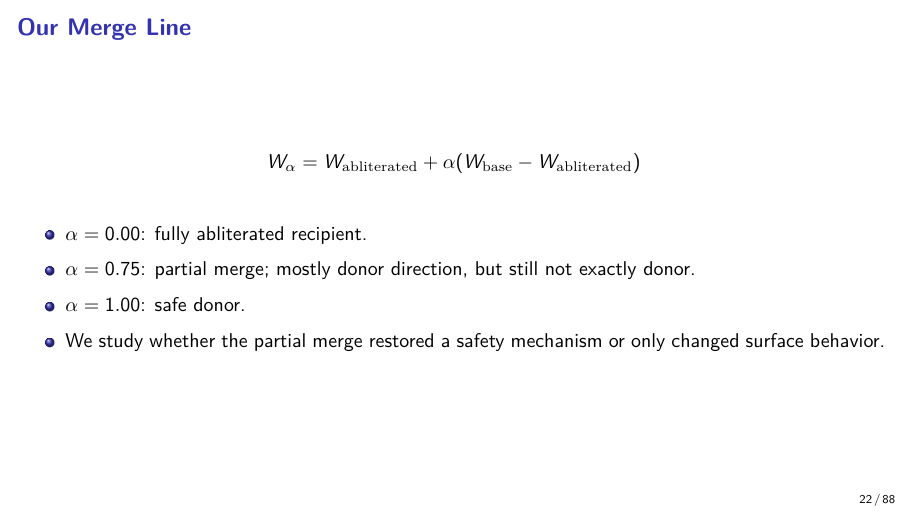 Our Merge Line
Wα = Wabliterated + α(Wbase − Wabliterated)
α = 0.00: fully abliterated recipient.
α = 0.75: partial merge; mostly donor direction, but still not exactly donor.
α = 1.00: safe donor.
We study whether the partial merge restored a safety mechanism or only changed surface behavior.
22 / 88